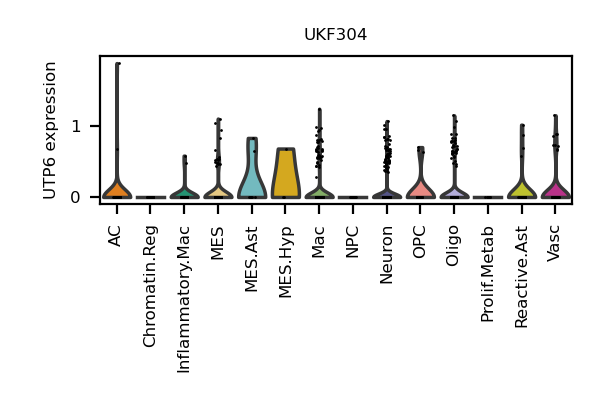 UKF304
UTP6 expression
1
0
AC
Chromatin.Reg
Inflammatory.Mac
MES
MES.Ast
MES.Hyp
Mac
NPC
Neuron
OPC
Oligo
Prolif.Metab
Reactive.Ast
Vasc